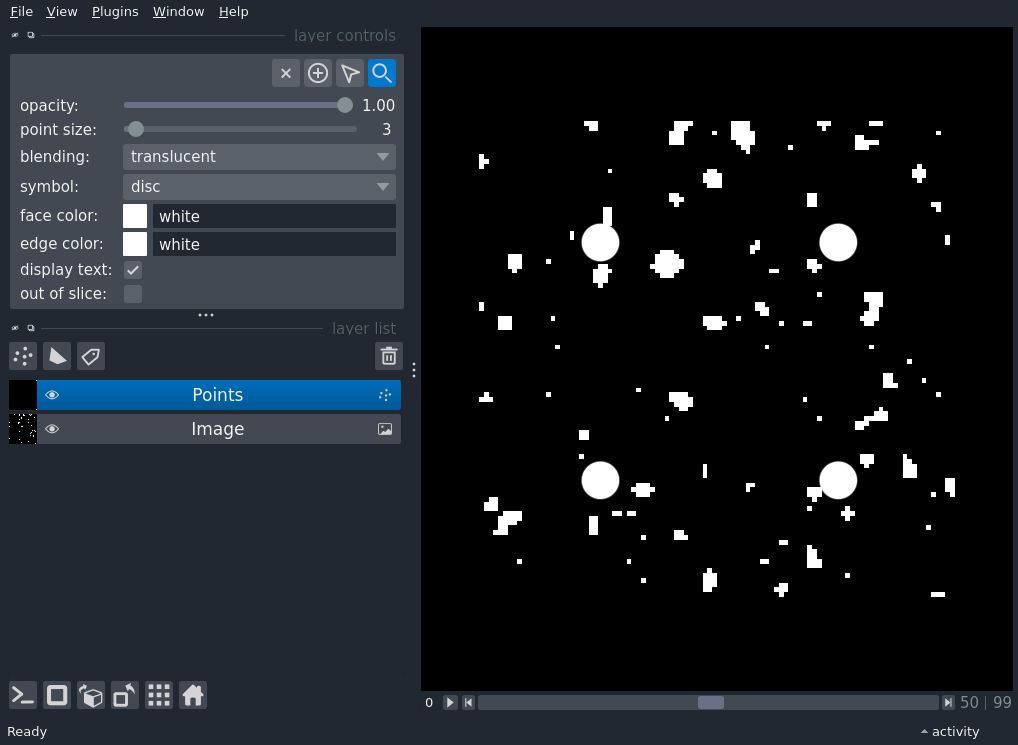 File View Plugins Window Help
layer controls
opacity: 1.00
point size: 3
blending: translucent
symbol: disc
face color: white
edge color: white
display text:
out of slice:
layer list
Points
Image
0 50 | 99
Ready activity